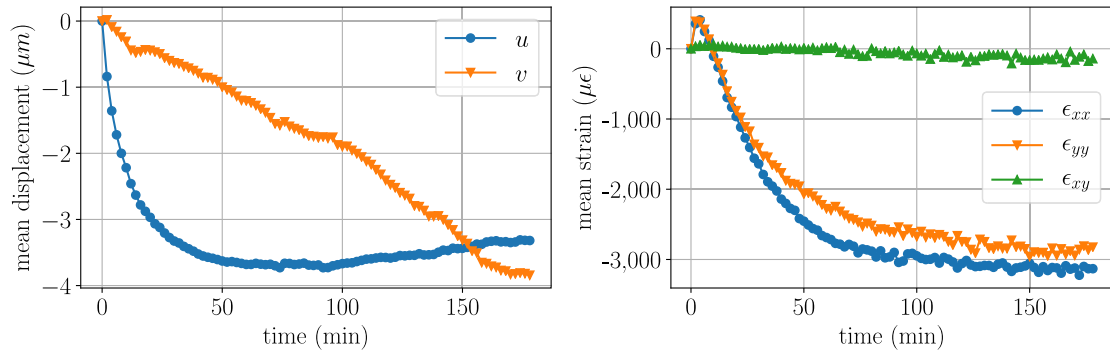 mean displacement (μm)
0
−1
−2
−3
−4
0
50
100
150
time (min)
u
v
mean strain (μϵ)
0
-1,000
-2,000
-3,000
0
50
100
150
time (min)
ϵxx
ϵyy
ϵxy